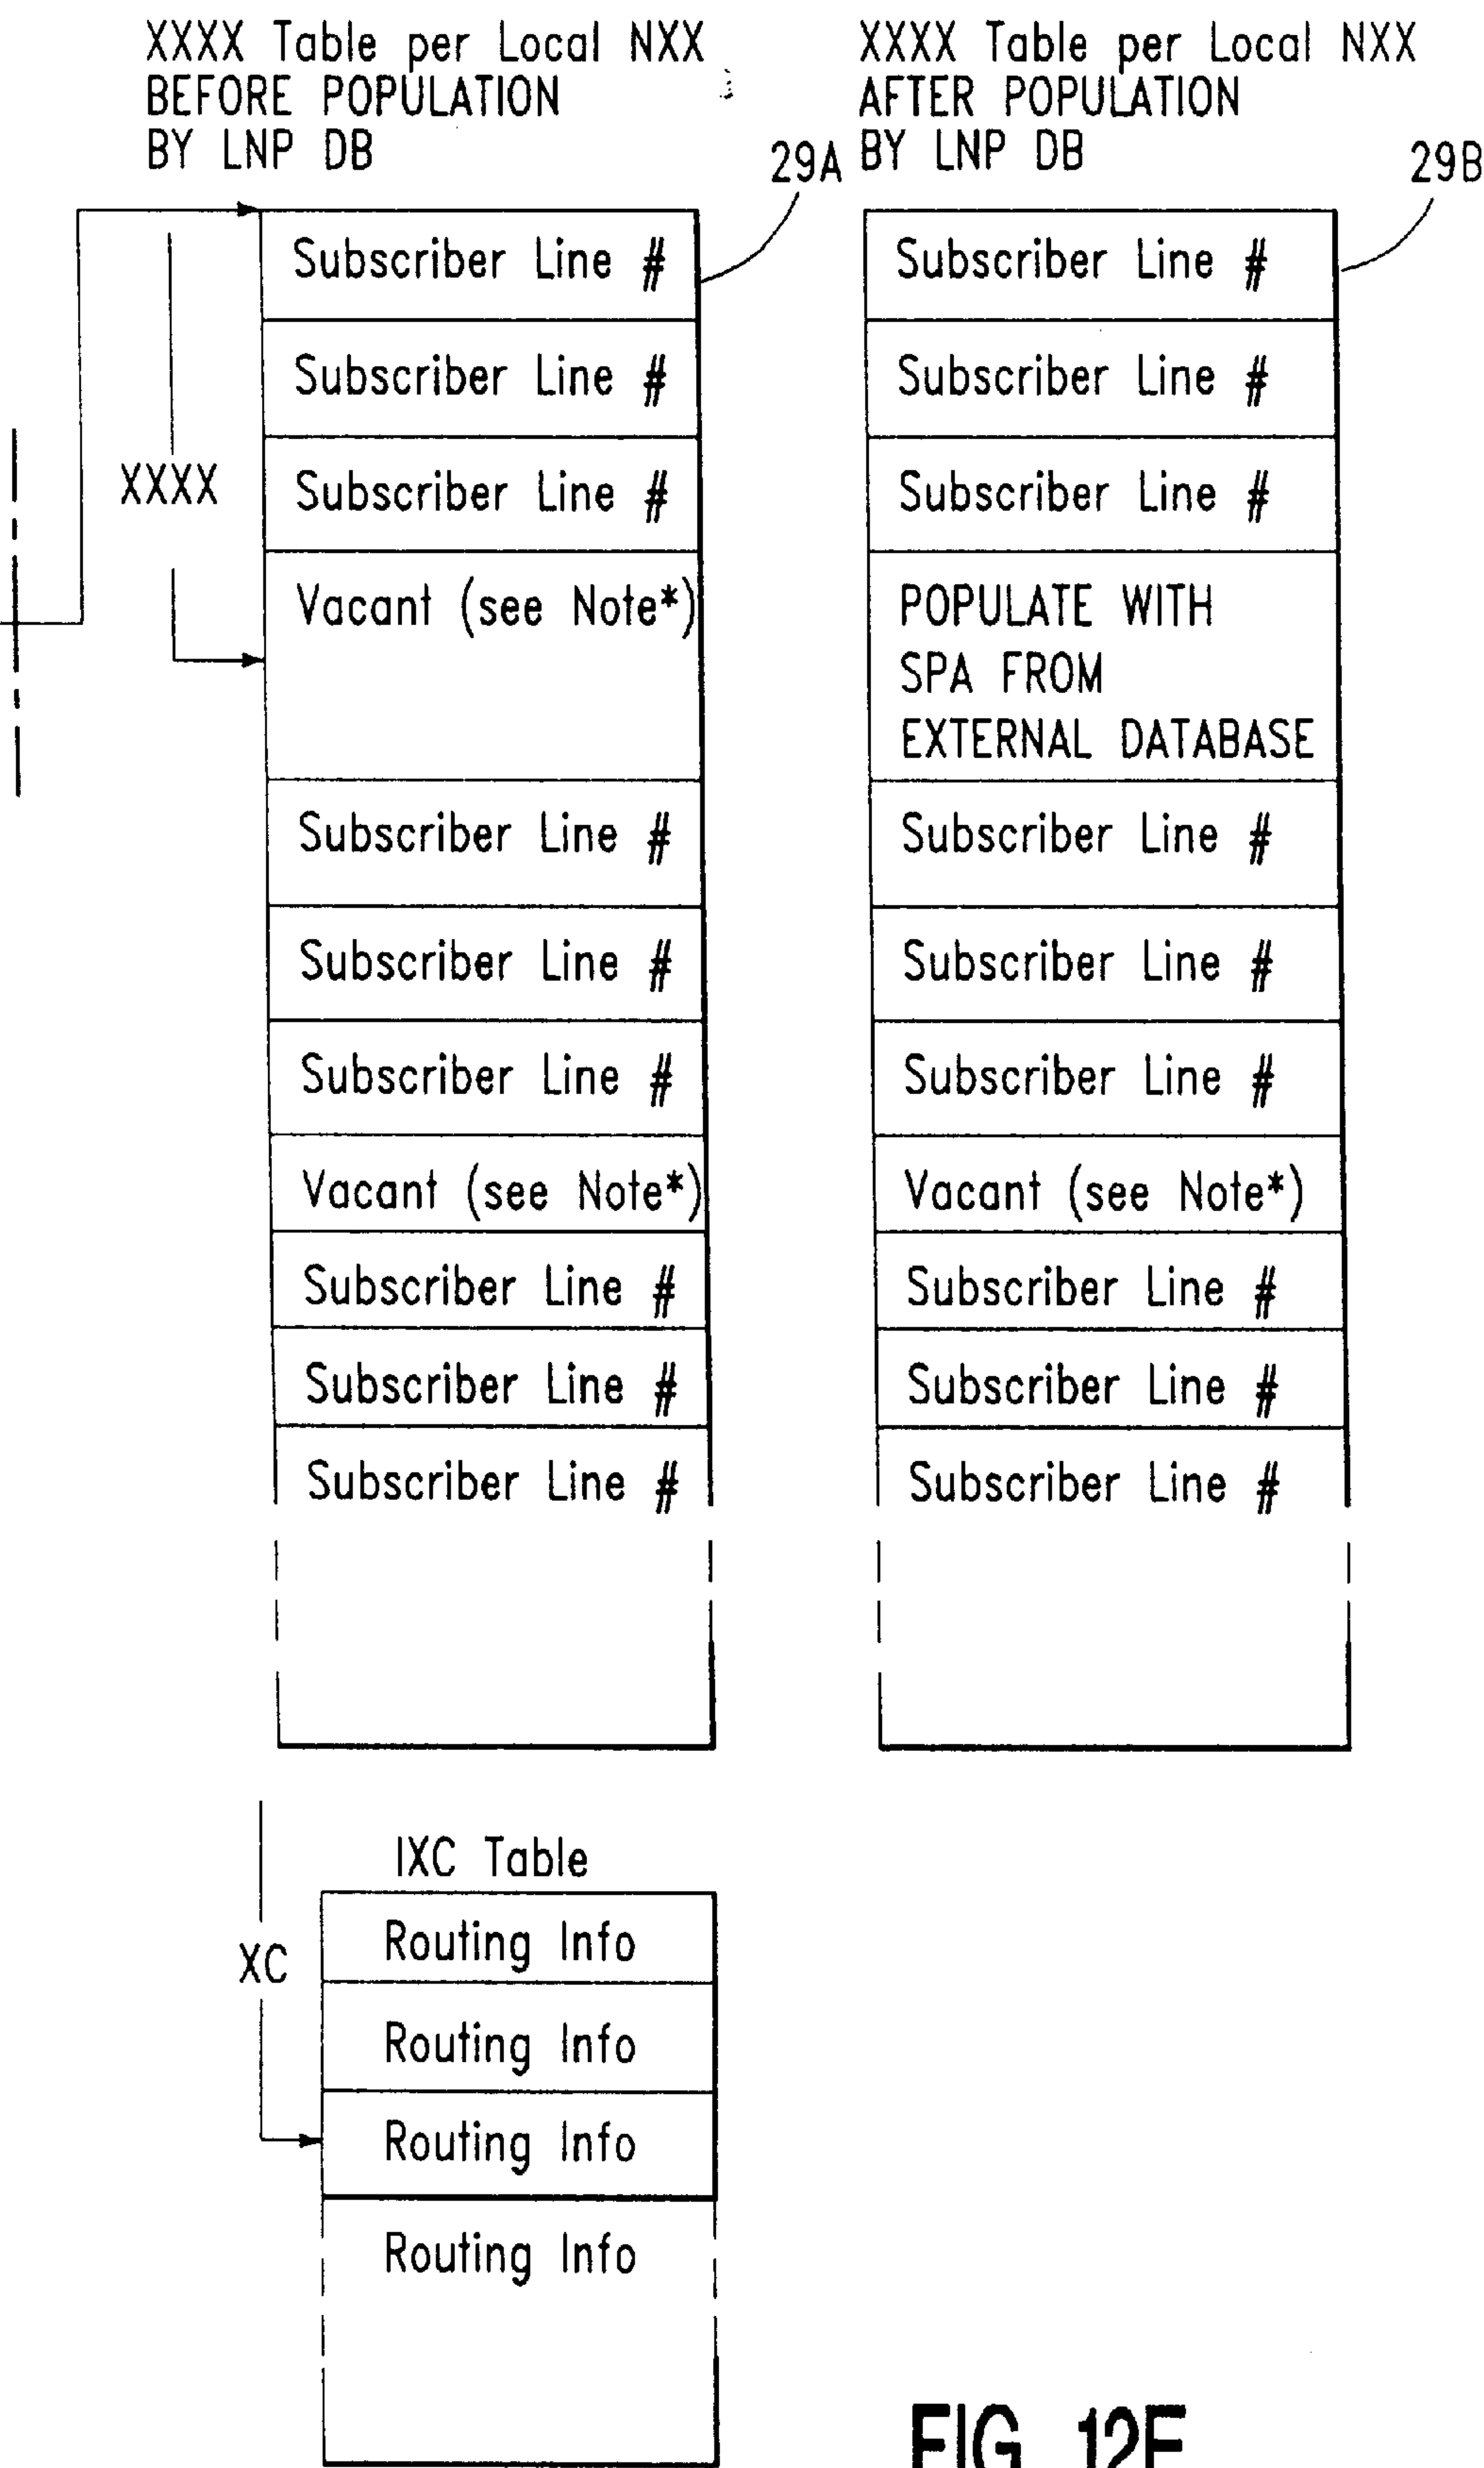 XXXX Table per Local NXX
BEFORE POPULATION
BY LNP DB
29A
XXXX Table per Local NXX
AFTER POPULATION
BY LNP DB
29B
XXXX
Subscriber Line #
Subscriber Line #
Subscriber Line #
Vacant (see Note*)
Subscriber Line #
Subscriber Line #
Subscriber Line #
Vacant (see Note*)
Subscriber Line #
Subscriber Line #
Subscriber Line #
Subscriber Line #
Subscriber Line #
Subscriber Line #
POPULATE WITH
SPA FROM
EXTERNAL DATABASE
Subscriber Line #
Subscriber Line #
Subscriber Line #
Vacant (see Note*)
Subscriber Line #
Subscriber Line #
Subscriber Line #
IXC Table
XC
Routing Info
Routing Info
Routing Info
Routing Info